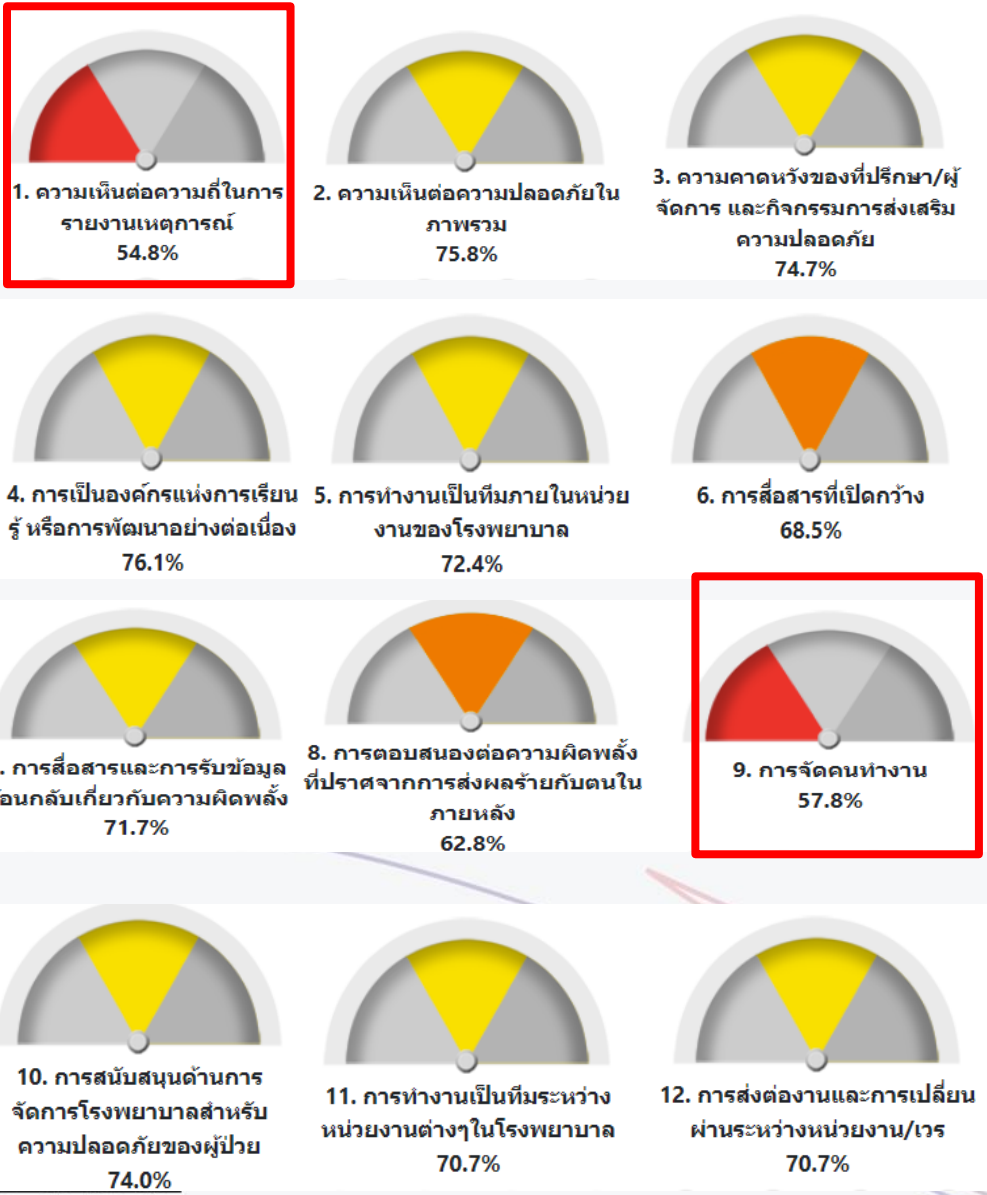 1. ความเห็นต่อความถี่ในการ
รายงานเหตุการณ์
54.8%
2. ความเห็นต่อความปลอดภัยใน
ภาพรวม
75.8%
3. ความคาดหวังของที่ปรึกษา/ผู้
จัดการ และกิจกรรมการส่งเสริม
ความปลอดภัย
74.7%
4. การเป็นองค์กรแห่งการเรียน
รู้ หรือการพัฒนาอย่างต่อเนื่อง
76.1%
5. การทำงานเป็นทีมภายในหน่วย
งานของโรงพยาบาล
72.4%
6. การสื่อสารที่เปิดกว้าง
68.5%
. การสื่อสารและการรับข้อมูล
้อนกลับเกี่ยวกับความผิดพลั้ง
71.7%
8. การตอบสนองต่อความผิดพลั้ง
ที่ปราศจากการส่งผลร้ายกับตนใน
ภายหลัง
62.8%
9. การจัดคนทำงาน
57.8%
10. การสนับสนุนด้านการ
จัดการโรงพยาบาลสำหรับ
ความปลอดภัยของผู้ป่วย
74.0%
11. การทำงานเป็นทีมระหว่าง
หน่วยงานต่างๆในโรงพยาบาล
70.7%
12. การส่งต่องานและการเปลี่ยน
ผ่านระหว่างหน่วยงาน/เวร
70.7%